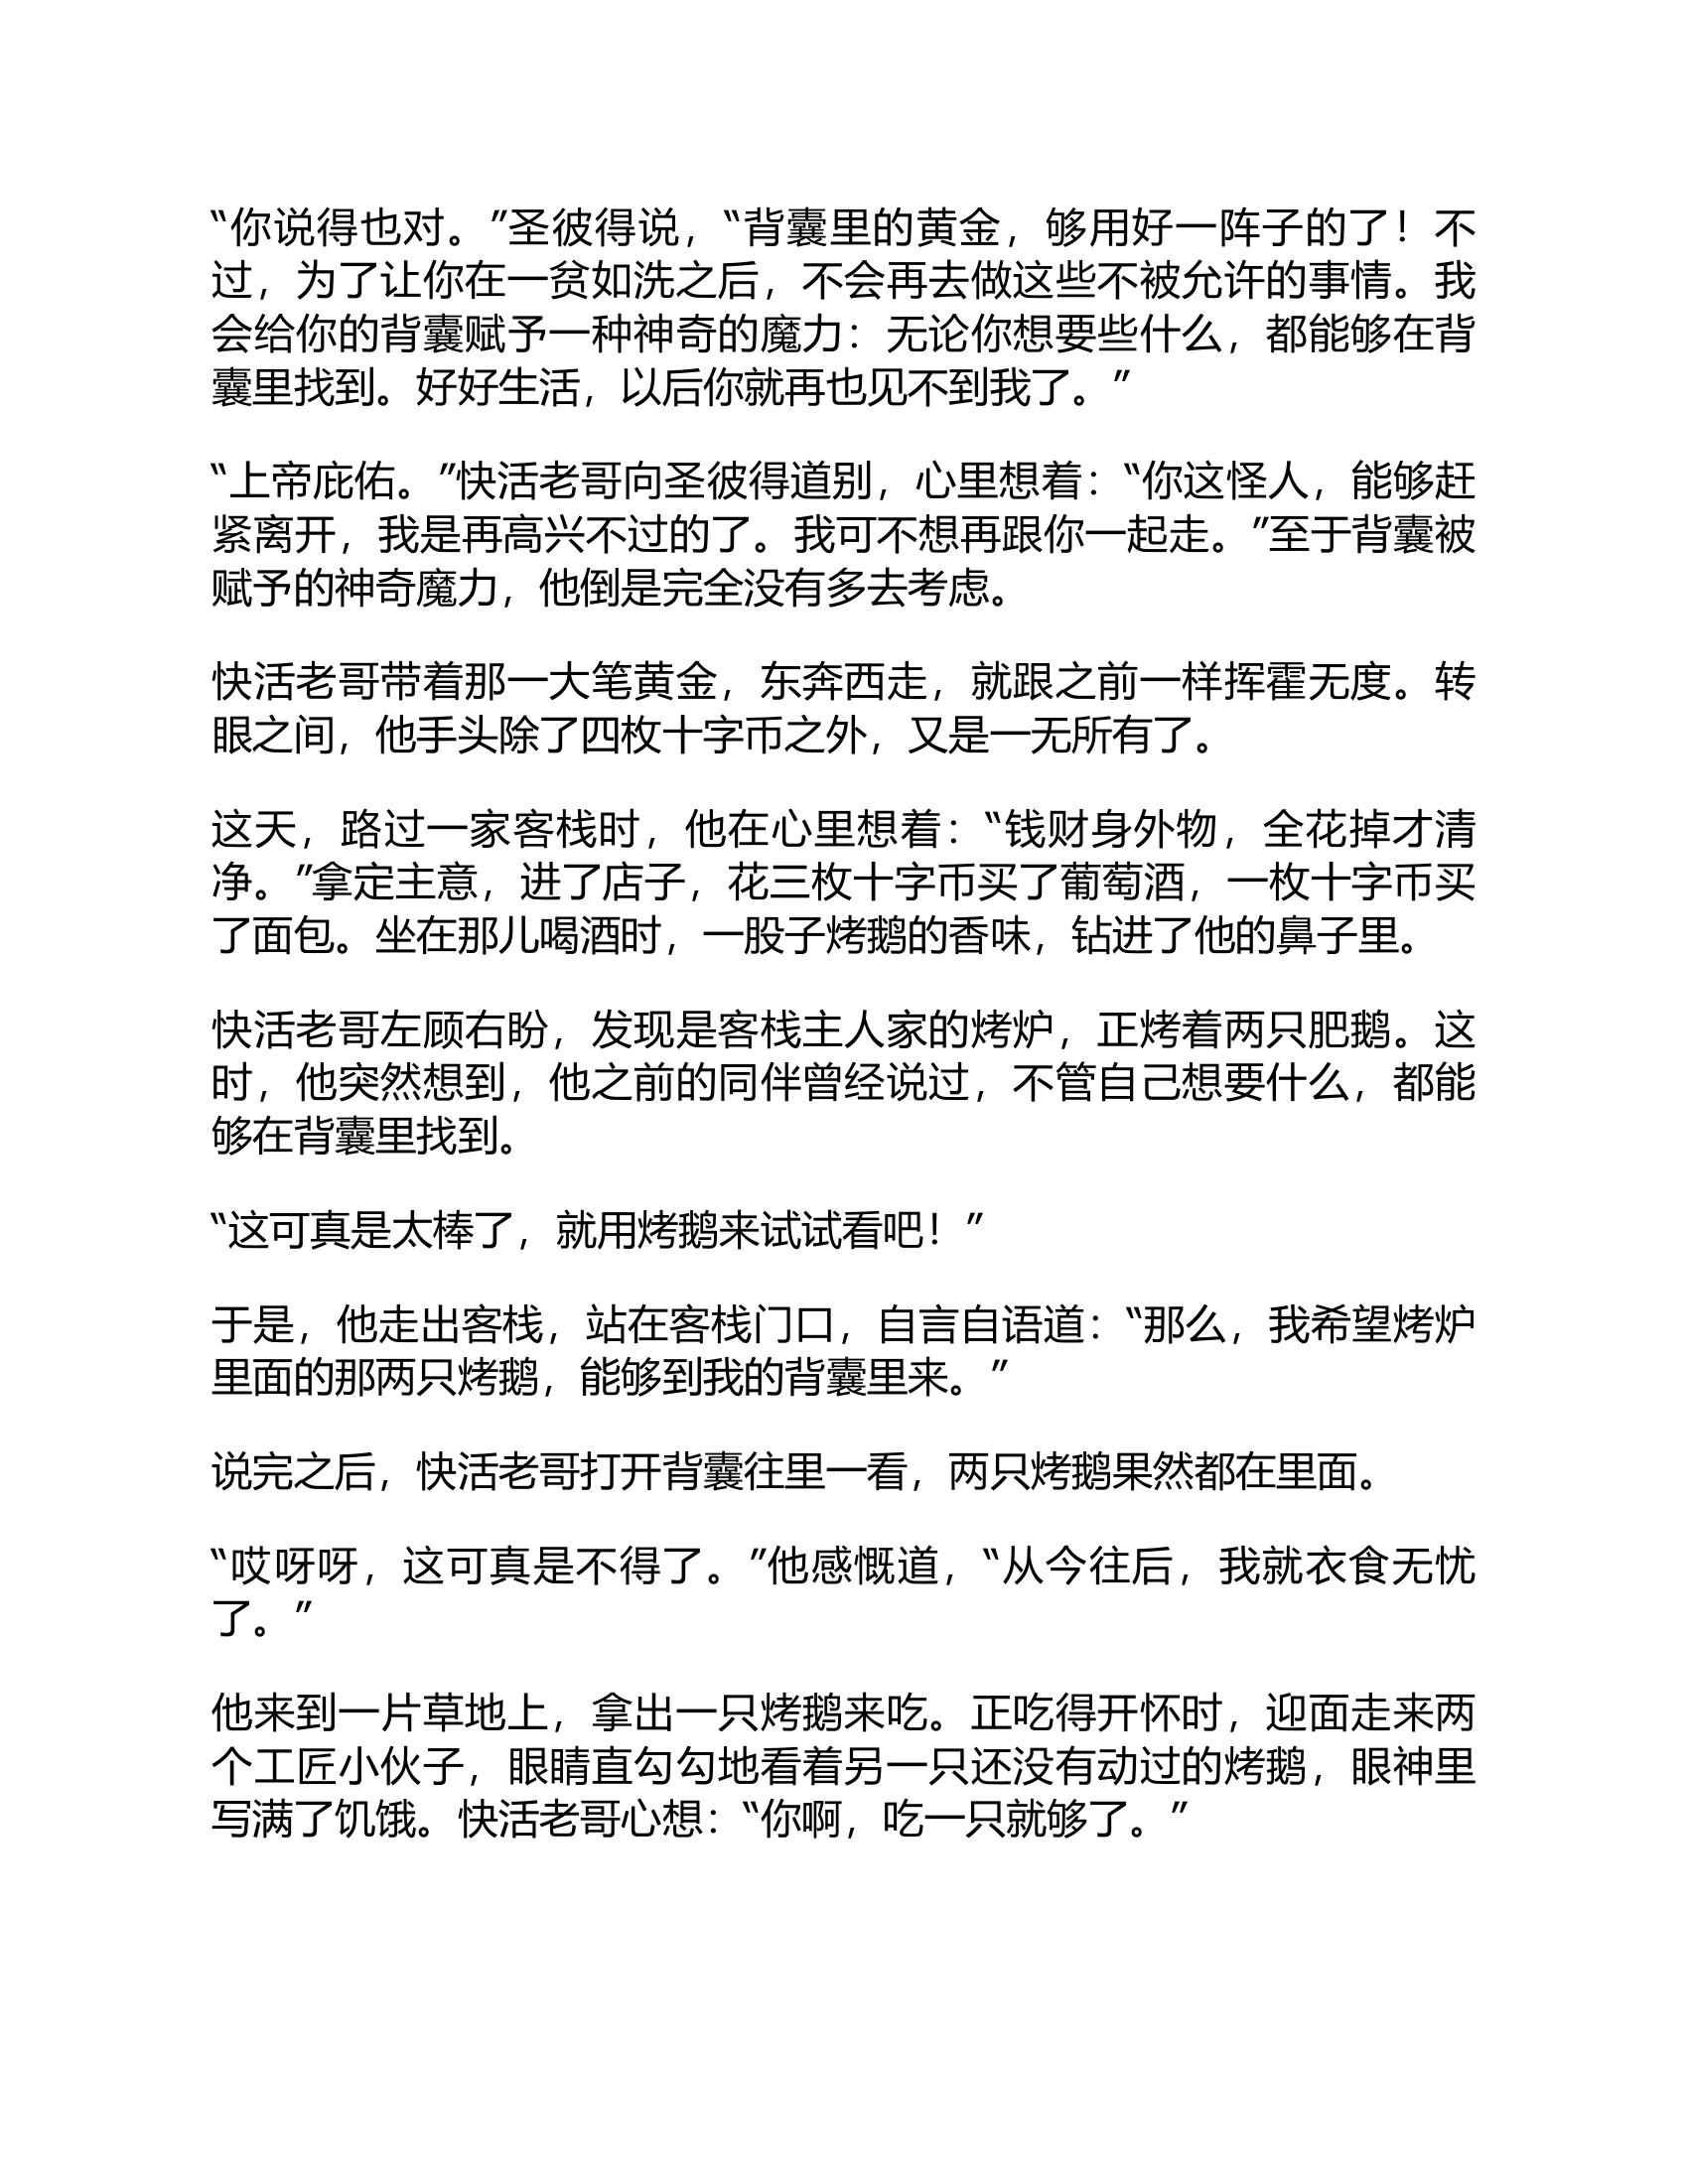 “你说得也对。”圣彼得说，“背囊里的黄金，够用好一阵子的了！不
过，为了让你在一贫如洗之后，不会再去做这些不被允许的事情。我
会给你的背囊赋予一种神奇的魔力：无论你想要些什么，都能够在背
囊里找到。好好生活，以后你就再也见不到我了。”
“上帝庇佑。”快活老哥向圣彼得道别，心里想着：“你这怪人，能够赶
紧离开，我是再高兴不过的了。我可不想再跟你一起走。”至于背囊被
赋予的神奇魔力，他倒是完全没有多去考虑。
快活老哥带着那一大笔黄金，东奔西走，就跟之前一样挥霍无度。转
眼之间，他手头除了四枚十字币之外，又是一无所有了。
这天，路过一家客栈时，他在心里想着：“钱财身外物，全花掉才清
净。”拿定主意，进了店子，花三枚十字币买了葡萄酒，一枚十字币买
了面包。坐在那儿喝酒时，一股子烤鹅的香味，钻进了他的鼻子里。
快活老哥左顾右盼，发现是客栈主人家的烤炉，正烤着两只肥鹅。这
时，他突然想到，他之前的同伴曾经说过，不管自己想要什么，都能
够在背囊里找到。
“这可真是太棒了，就用烤鹅来试试看吧！”
于是，他走出客栈，站在客栈门口，自言自语道：“那么，我希望烤炉
里面的那两只烤鹅，能够到我的背囊里来。”
说完之后，快活老哥打开背囊往里一看，两只烤鹅果然都在里面。
“哎呀呀，这可真是不得了。”他感慨道，“从今往后，我就衣食无忧
了。”
他来到一片草地上，拿出一只烤鹅来吃。正吃得开怀时，迎面走来两
个工匠小伙子，眼睛直勾勾地看着另一只还没有动过的烤鹅，眼神里
写满了饥饿。快活老哥心想：“你啊，吃一只就够了。”